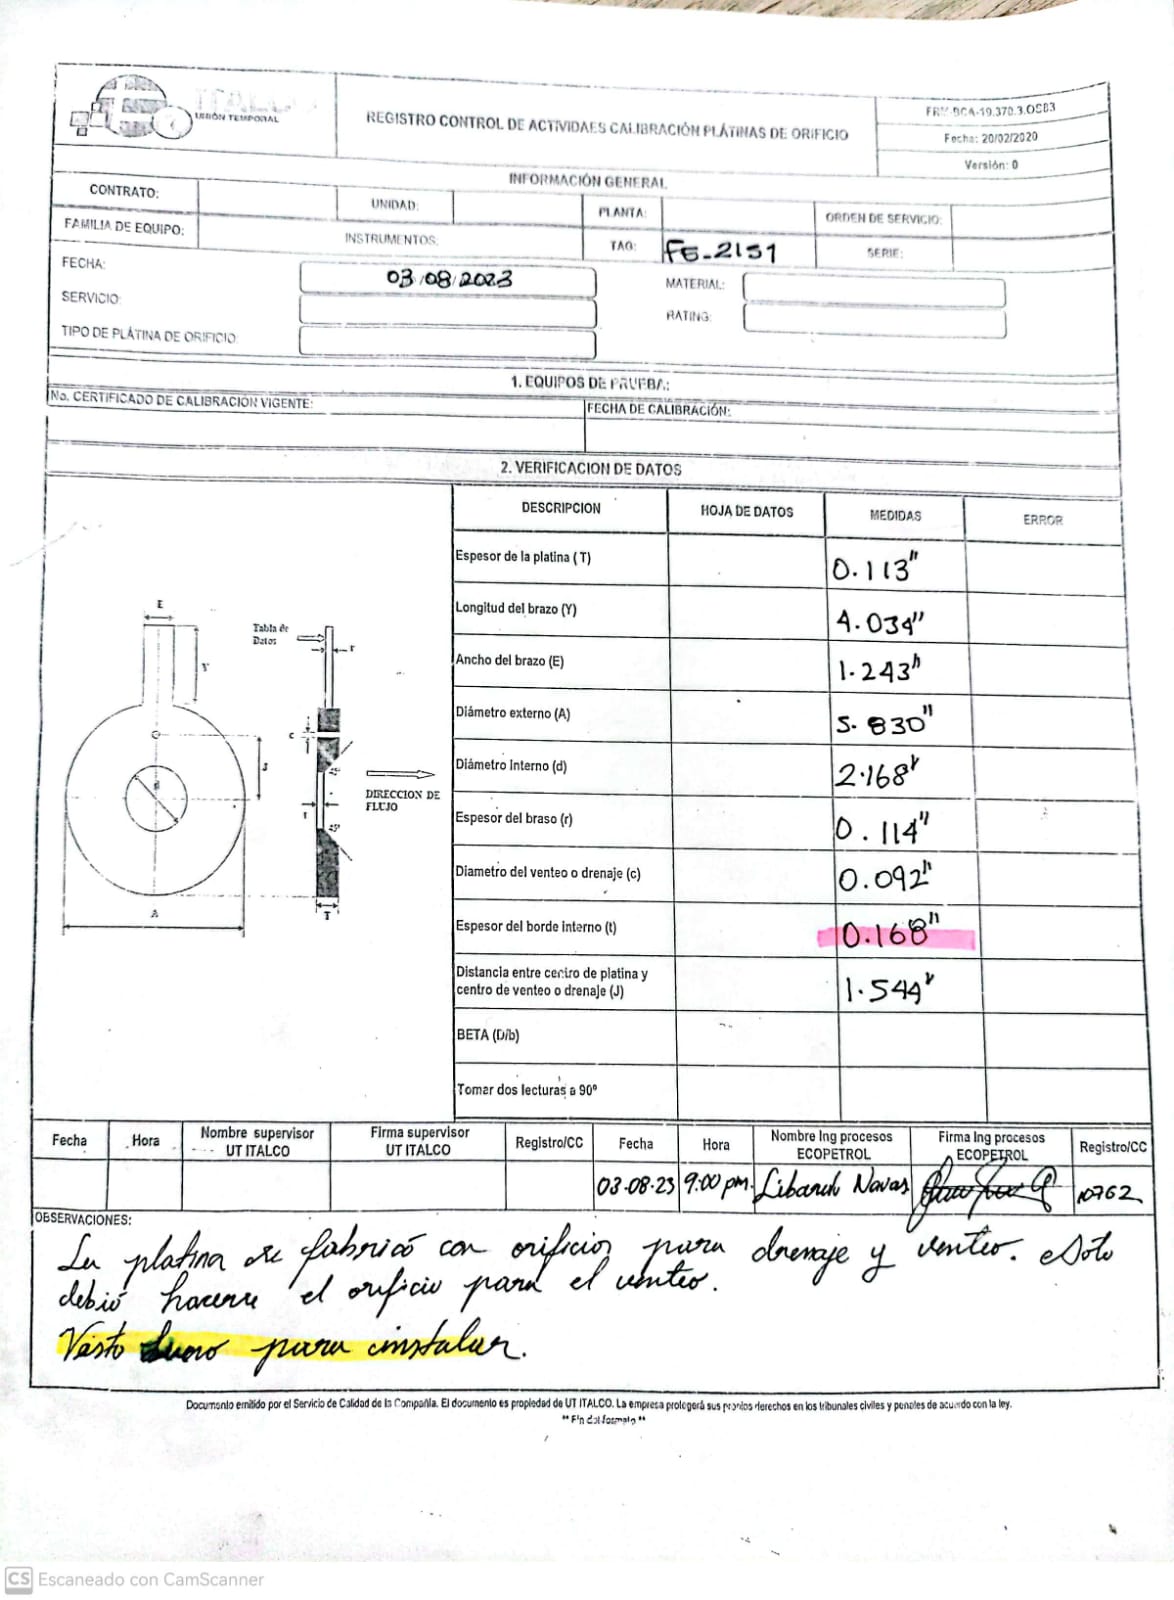 ITALCO
UNIÓN TEMPORAL
REGISTRO CONTROL DE ACTIVIDAES CALIBRACIÓN PLÁTINAS DE ORIFICIO
FRM-BCA-19.370.3.OSB3
Fecha: 20/02/2020
Versión: 0
INFORMACIÓN GENERAL
CONTRATO:
UNIDAD:
PLANTA:
ORDEN DE SERVICIO:
FAMILIA DE EQUIPO:
INSTRUMENTOS
TAG:
FE-2151
SERIE:
FECHA:
03/08/2023
MATERIAL:
SERVICIO
RATING:
TIPO DE PLÁTINA DE ORIFICIO
1. EQUIPOS DE PRUEBA:
No. CERTIFICADO DE CALIBRACIÓN VIGENTE:
FECHA DE CALIBRACIÓN:
2. VERIFICACION DE DATOS
DESCRIPCION HOJA DE DATOS MEDIDAS ERROR
Espesor de la platina (T) 0.113"
Longitud del brazo (Y) 4.034"
Ancho del brazo (E) 1.243"
Diámetro externo (A) 5.830"
Diámetro Interno (d) 2.168"
Espesor del braso (r) 0.114"
Diametro del venteo o drenaje (c) 0.092"
Espesor del borde interno (t) 0.168"
Distancia entre centro de platina y
centro de venteo o drenaje (J) 1.544"
BETA (D/b)
Tomar dos lecturas a 90º
E
Tabla de
Datos
r
Y
c
J
45°
DIRECCION DE
FLUJO
t
45°
A
T
Fecha Hora Nombre supervisor
UT ITALCO
Firma supervisor
UT ITALCO
Registro/CC Fecha Hora Nombre Ing procesos
ECOPETROL
Firma Ing procesos
ECOPETROL
Registro/CC
03-08-23 9:00 pm. Libardo Navas 10762
OBSERVACIONES:
La platina se fabricó con orificios para drenaje y venteo. Solo
debió hacerse el orificio para el venteo.
Visto bueno para instalar.
Documento emitido por el Servicio de Calidad de la Compañía. El documento es propiedad de UT ITALCO. La empresa protegerá sus propios derechos en los tribunales civiles y penales de acuerdo con la ley.
** Fin del formato **
CS Escaneado con CamScanner